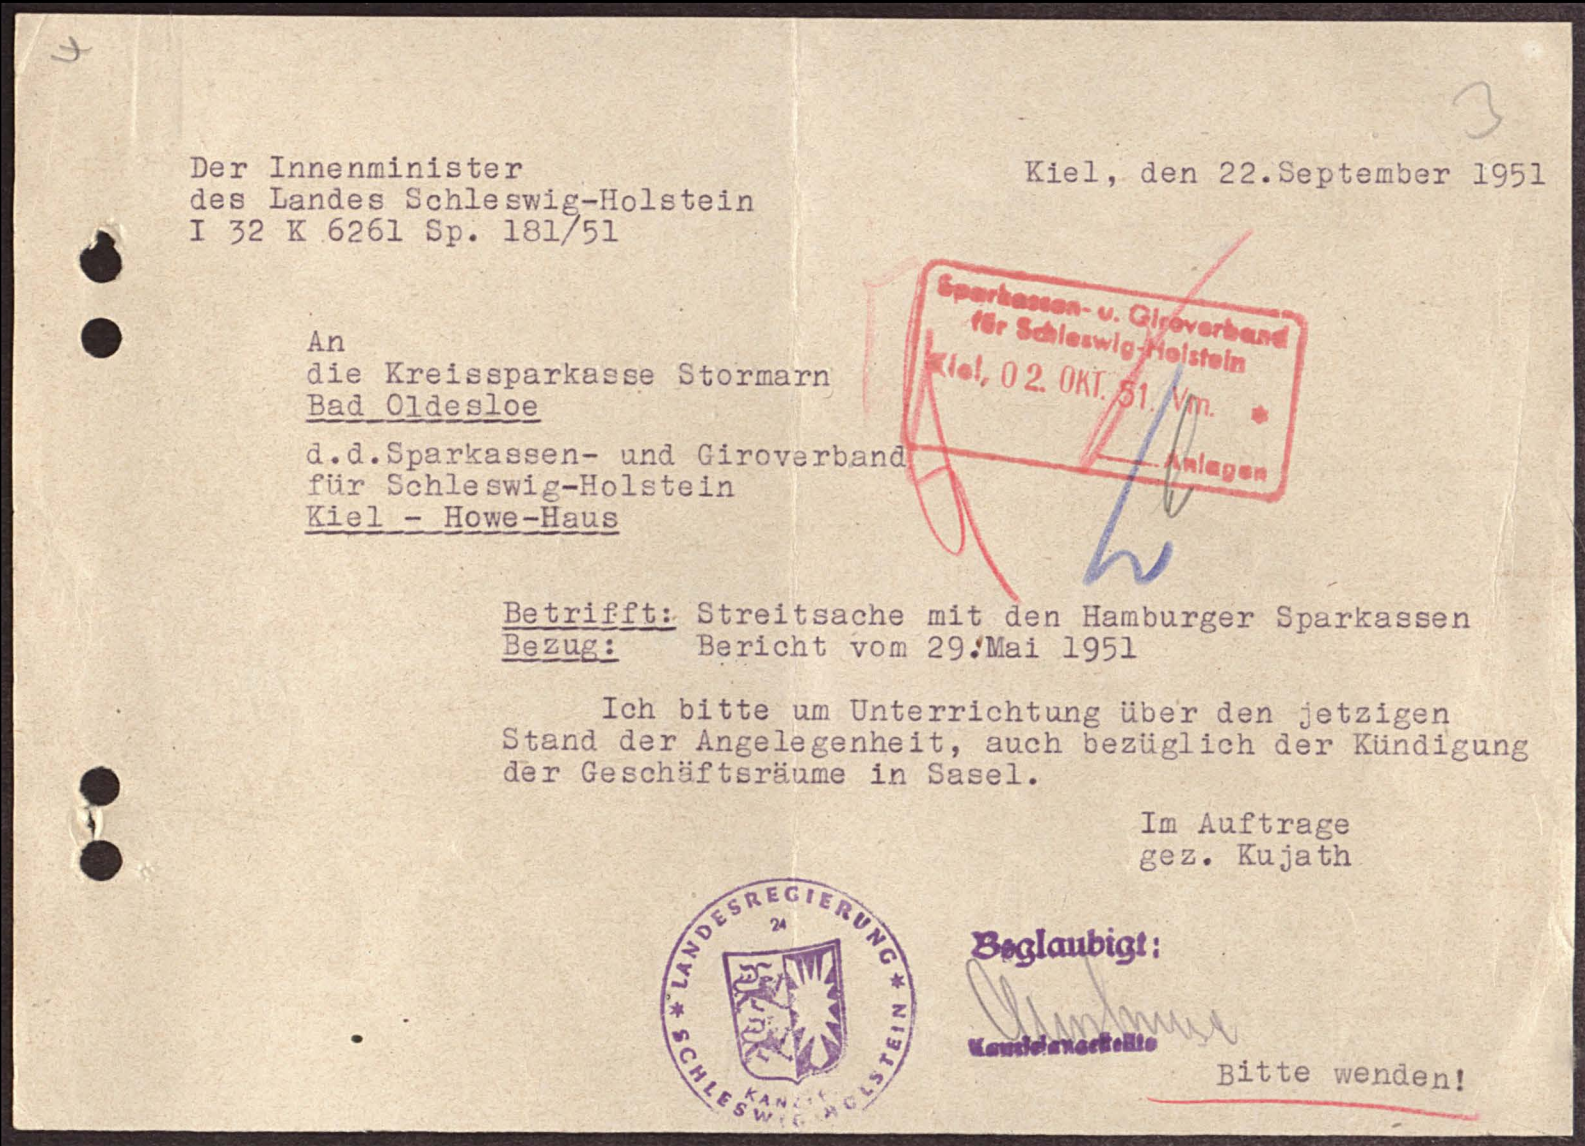 4
3
Der Innenminister
des Landes Schleswig-Holstein
I 32 K 6261 Sp. 181/51
Kiel, den 22.September 1951
Sparkassen- u. Giroverband
für Schleswig-Holstein
Kiel, 02. OKT. 51. Vm. *
Anlagen
An
die Kreissparkasse Stormarn
Bad Oldesloe
d.d.Sparkassen- und Giroverband
für Schleswig-Holstein
Kiel - Howe-Haus
Betrifft: Streitsache mit den Hamburger Sparkassen
Bezug: Bericht vom 29.Mai 1951
Ich bitte um Unterrichtung über den jetzigen
Stand der Angelegenheit, auch bezüglich der Kündigung
der Geschäftsräume in Sasel.
Im Auftrage
gez. Kujath
* LANDESREGIERUNG *
SCHLESWIG-HOLSTEIN
24
KANZLEI
Beglaubigt:
Kanzleiangestellte
Bitte wenden!